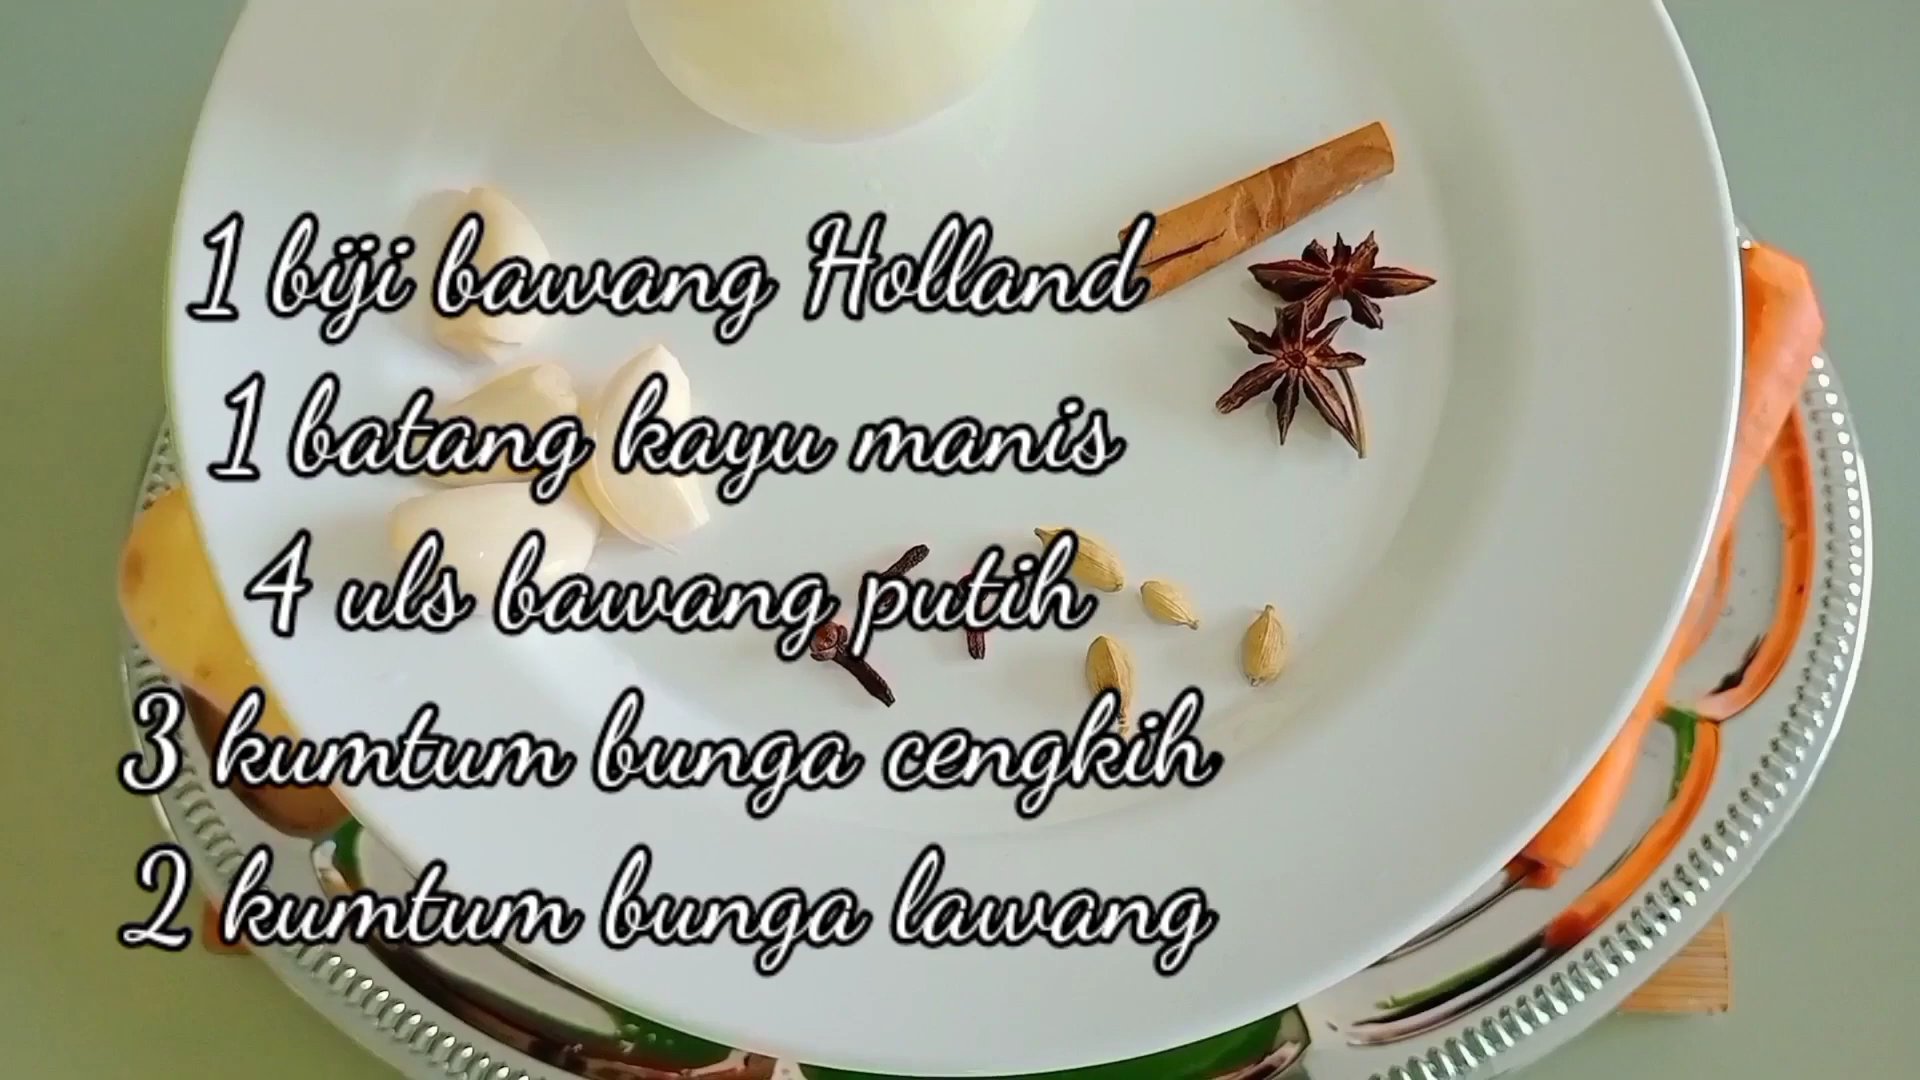 1 biji bawang Holland
1 batang kayu manis
4 uls bawang putih
3 kumtum bunga cengkih
2 kumtum bunga lawang